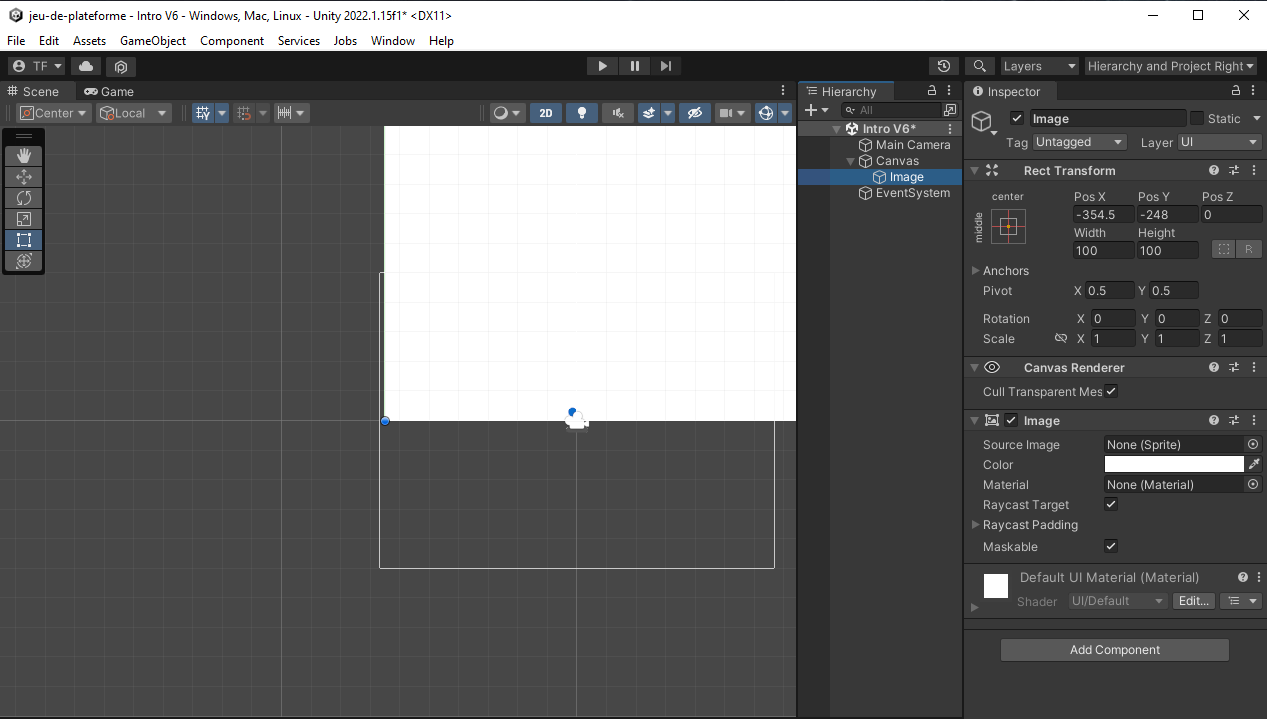 jeu-de-plateforme - Intro V6 - Windows, Mac, Linux - Unity 2022.1.15f1* <DX11>
File Edit Assets GameObject Component Services Jobs Window Help
TF Layers Hierarchy and Project Right
Scene Game Hierarchy Inspector
Center Local 2D All Image Static
Intro V6*
Tag Untagged Layer UI
Main Camera
Canvas
Image
EventSystem
Rect Transform
center Pos X Pos Y Pos Z
middle -354.5 -248 0
Width Height
100 100 R
Anchors
Pivot X 0.5 Y 0.5
Rotation X 0 Y 0 Z 0
Scale X 1 Y 1 Z 1
Canvas Renderer
Cull Transparent Mes
Image
Source Image None (Sprite)
Color
Material None (Material)
Raycast Target
Raycast Padding
Maskable
Default UI Material (Material)
Shader UI/Default Edit...
Add Component